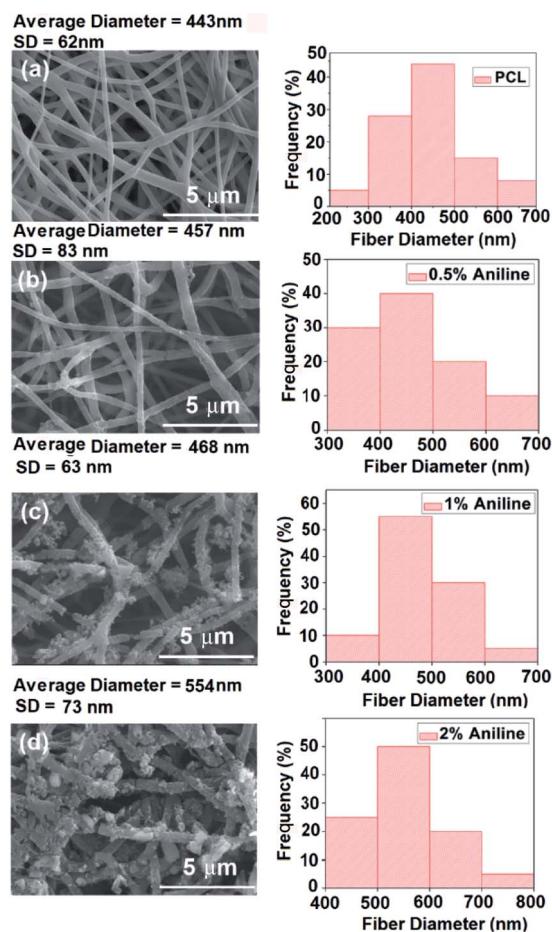 Average Diameter = 443nm
SD = 62nm
(a)
5 μm
Frequency (%)
50
40
30
20
10
PCL
200 300 400 500 600 700
Fiber Diameter (nm)
AverageDiameter = 457 nm
SD = 83 nm
(b)
5 μm
Frequency (%)
50
40
30
20
10
0
0.5% Aniline
300 400 500 600 700
Fiber Diameter (nm)
Average Diameter = 468 nm
SD = 63 nm
(c)
5 μm
Frequency (%)
60
50
40
30
20
10
0
1% Aniline
300 400 500 600 700
Fiber Diameter (nm)
Average Diameter = 554nm
SD = 73 nm
(d)
5 μm
Frequency (%)
50
40
30
20
10
0
2% Aniline
400 500 600 700 800
Fiber Diameter (nm)